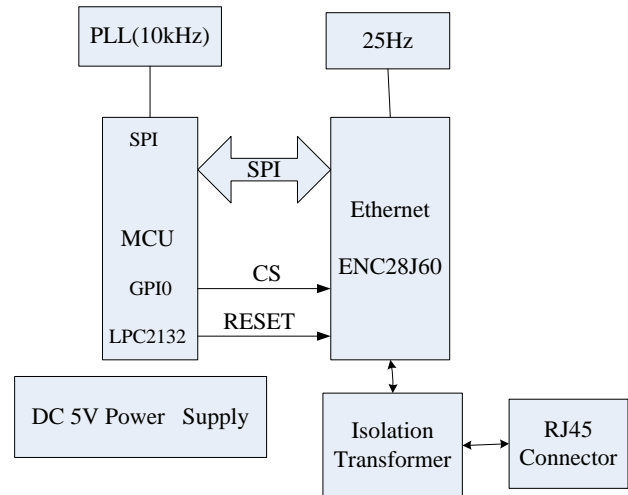 PLL(10kHz)
25Hz
SPI
SPI
Ethernet
MCU
ENC28J60
GPI0
CS
LPC2132
RESET
DC 5V Power Supply
Isolation
Transformer
RJ45
Connector